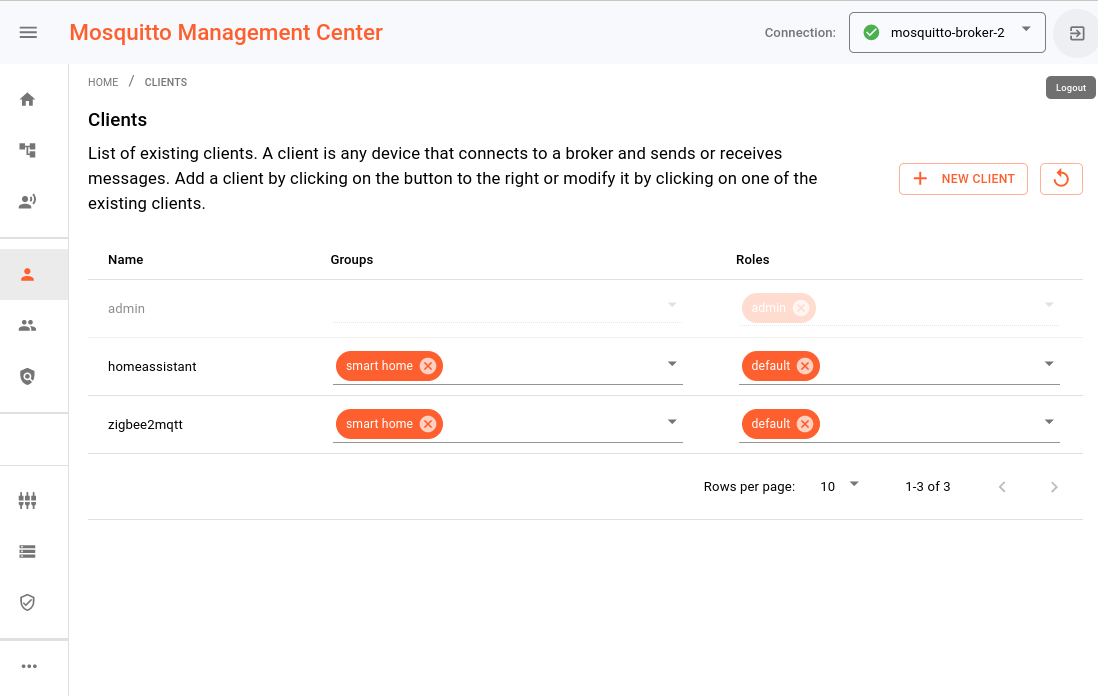 Mosquitto Management Center
Connection:
mosquitto-broker-2
Logout
HOME / CLIENTS
Clients
List of existing clients. A client is any device that connects to a broker and sends or receives
messages. Add a client by clicking on the button to the right or modify it by clicking on one of the
existing clients.
NEW CLIENT
Name Groups Roles
admin admin
homeassistant smart home default
zigbee2mqtt smart home default
Rows per page: 10 1-3 of 3